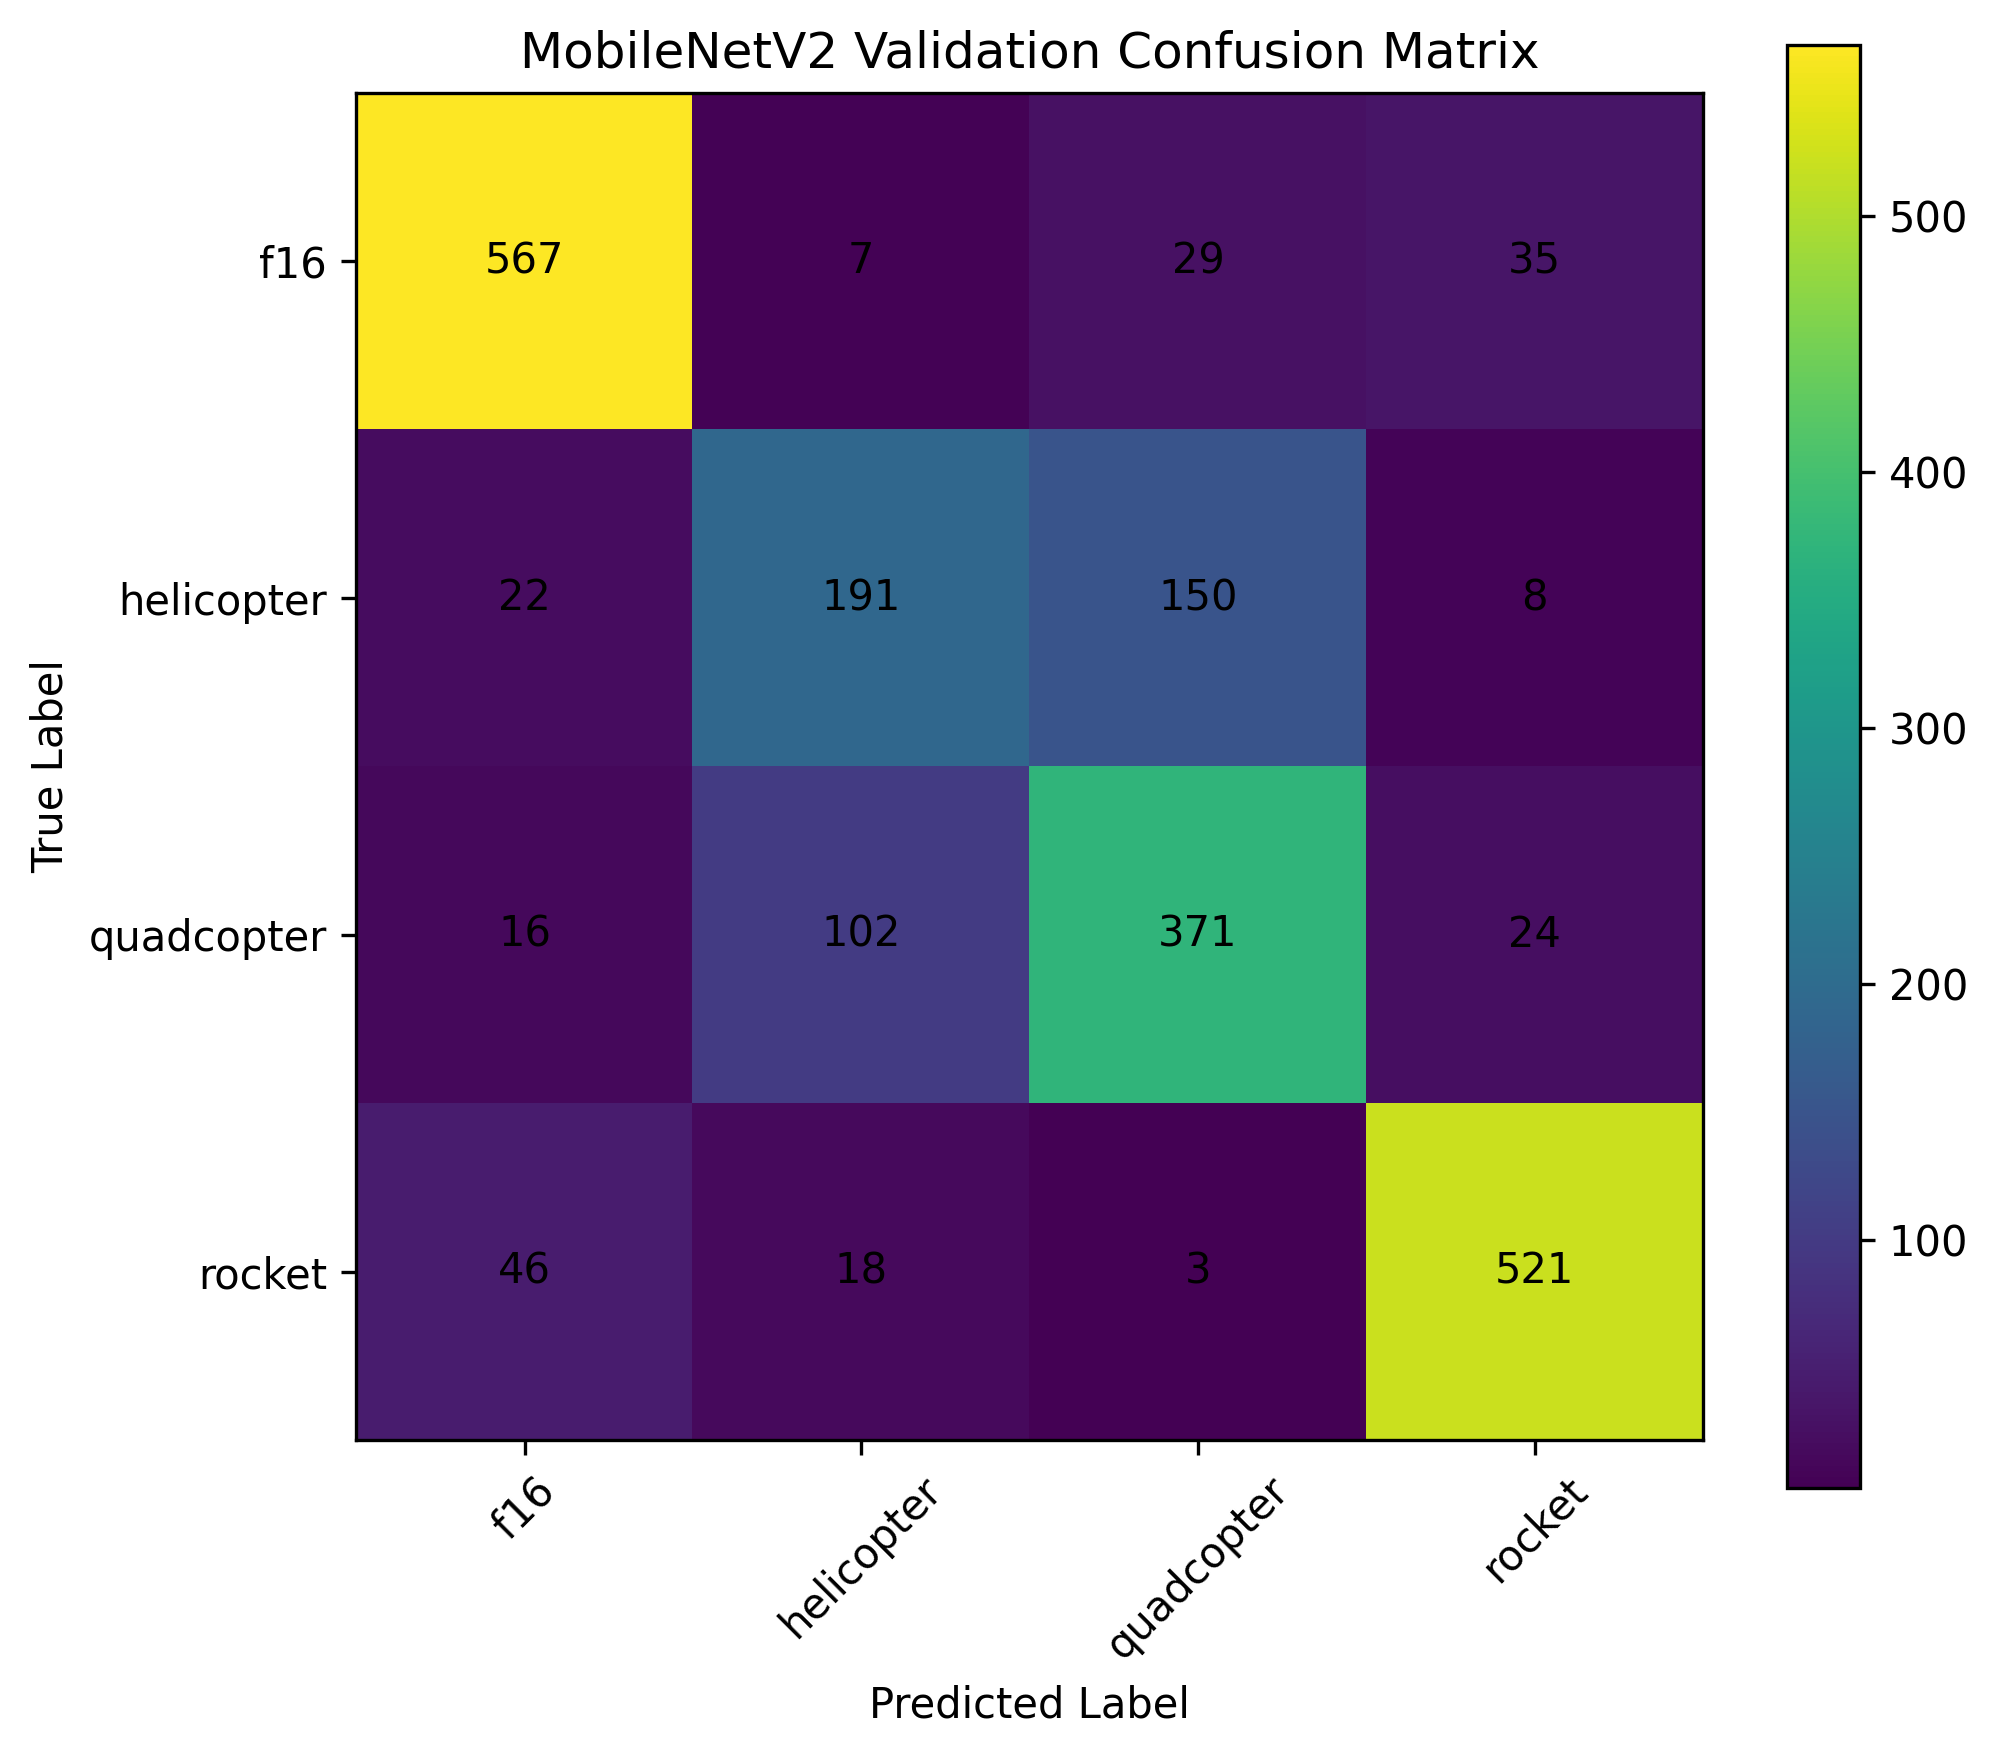 MobileNetV2 Validation Confusion Matrix
f16 567 7 29 35
helicopter 22 191 150 8
quadcopter 16 102 371 24
rocket 46 18 3 521
True Label
f16 helicopter quadcopter rocket
Predicted Label
500
400
300
200
100